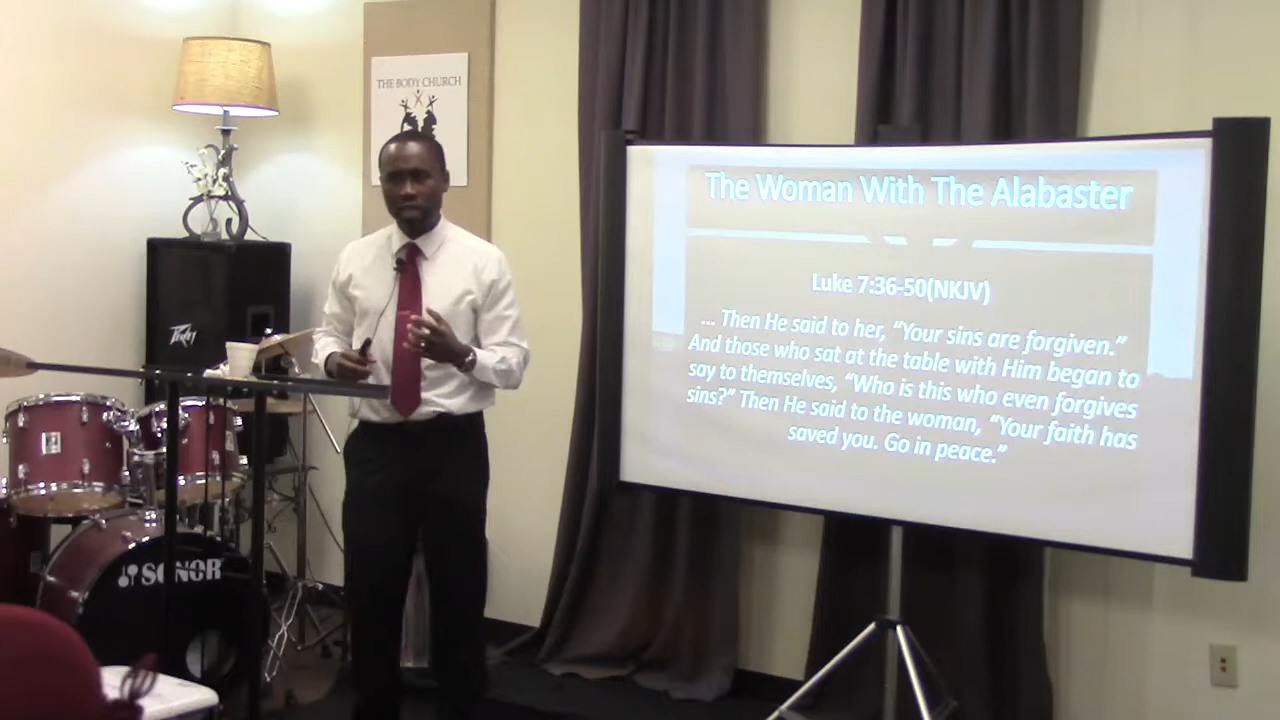 THE BODY CHURCH
The Woman With The Alabaster
Luke 7:36-50(NKJV)
... Then He said to her, “Your sins are forgiven.”
And those who sat at the table with Him began to
say to themselves, “Who is this who even forgives
sins?” Then He said to the woman, “Your faith has
saved you. Go in peace.”
PEAVEY
SONOR